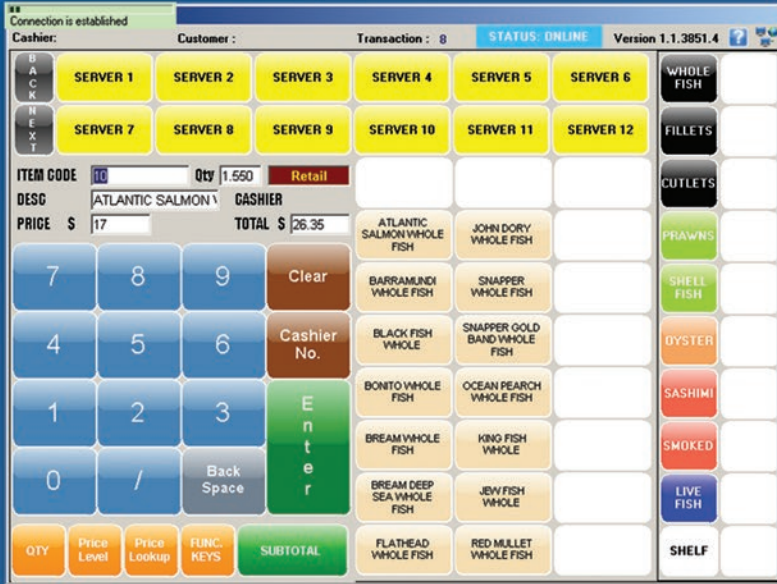 Connection is established
Cashier: Customer : Transaction : 8 STATUS: ONLINE Version 1.1.3851.4 ?
BACK SERVER 1 SERVER 2 SERVER 3 SERVER 4 SERVER 5 SERVER 6 WHOLE FISH
NEXT SERVER 7 SERVER 8 SERVER 9 SERVER 10 SERVER 11 SERVER 12 FILLETS
ITEM CODE 10 Qty 1.550 Retail
CUTLETS
DESC ATLANTIC SALMON CASHIER
PRICE $ 17 TOTAL $ 26.35
ATLANTIC SALMON WHOLE FISH
JOHN DORY WHOLE FISH
PRAWNS
7 8 9 Clear
BARRAMUNDI WHOLE FISH
SNAPPER WHOLE FISH
SHELL FISH
4 5 6 Cashier No.
BLACK FISH WHOLE
SNAPPER GOLD BAND WHOLE FISH
OYSTER
1 2 3 Enter
BONITO WHOLE FISH
OCEAN PEARCH WHOLE FISH
SASHIMI
BREAM WHOLE FISH
KING FISH WHOLE
SMOKED
0 / Back Space
BREAM DEEP SEA WHOLE FISH
JEW FISH WHOLE
LIVE FISH
QTY Price Level Price Lookup FUNC. KEYS SUBTOTAL
FLATHEAD WHOLE FISH
RED MULLET WHOLE FISH
SHELF